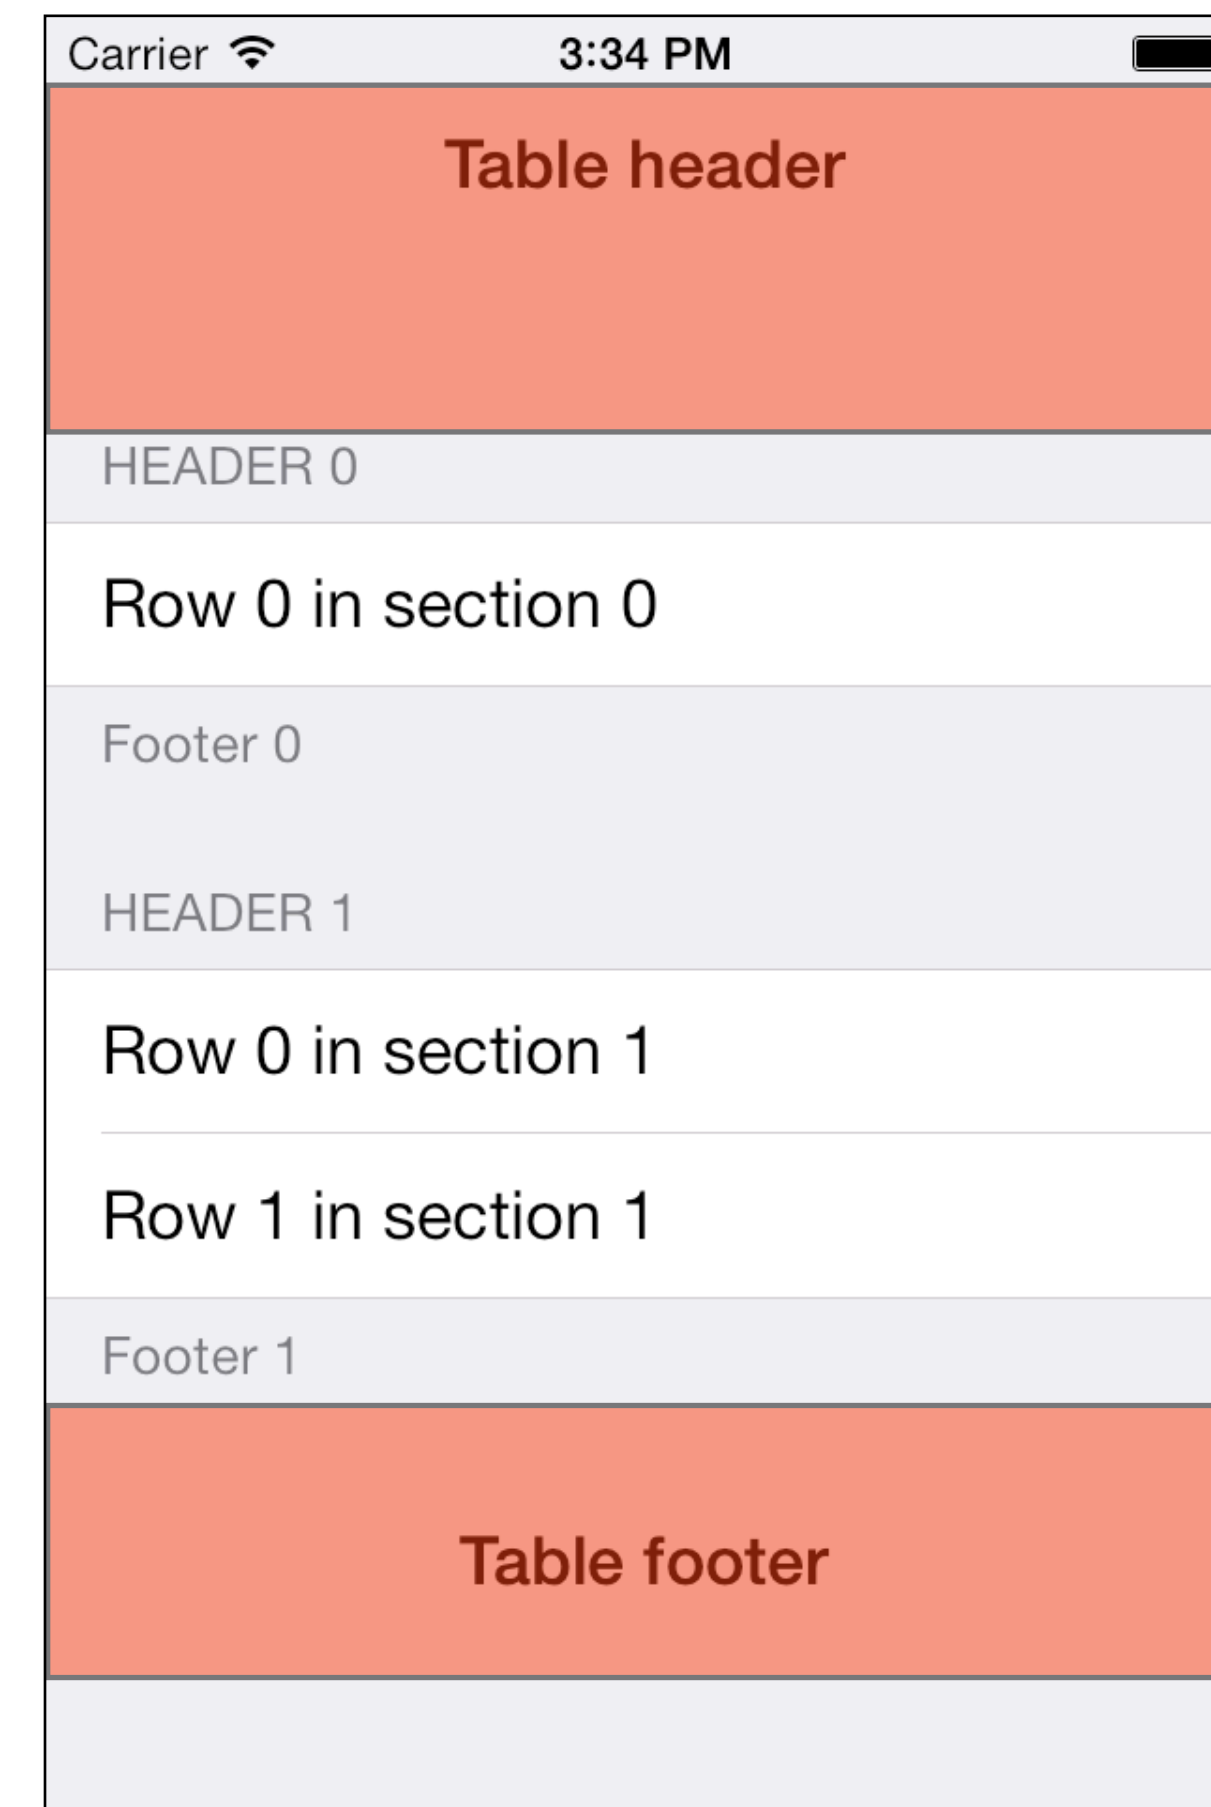 Carrier 3:34 PM
Table header
HEADER 0
Row 0 in section 0
Footer 0
HEADER 1
Row 0 in section 1
Row 1 in section 1
Footer 1
Table footer